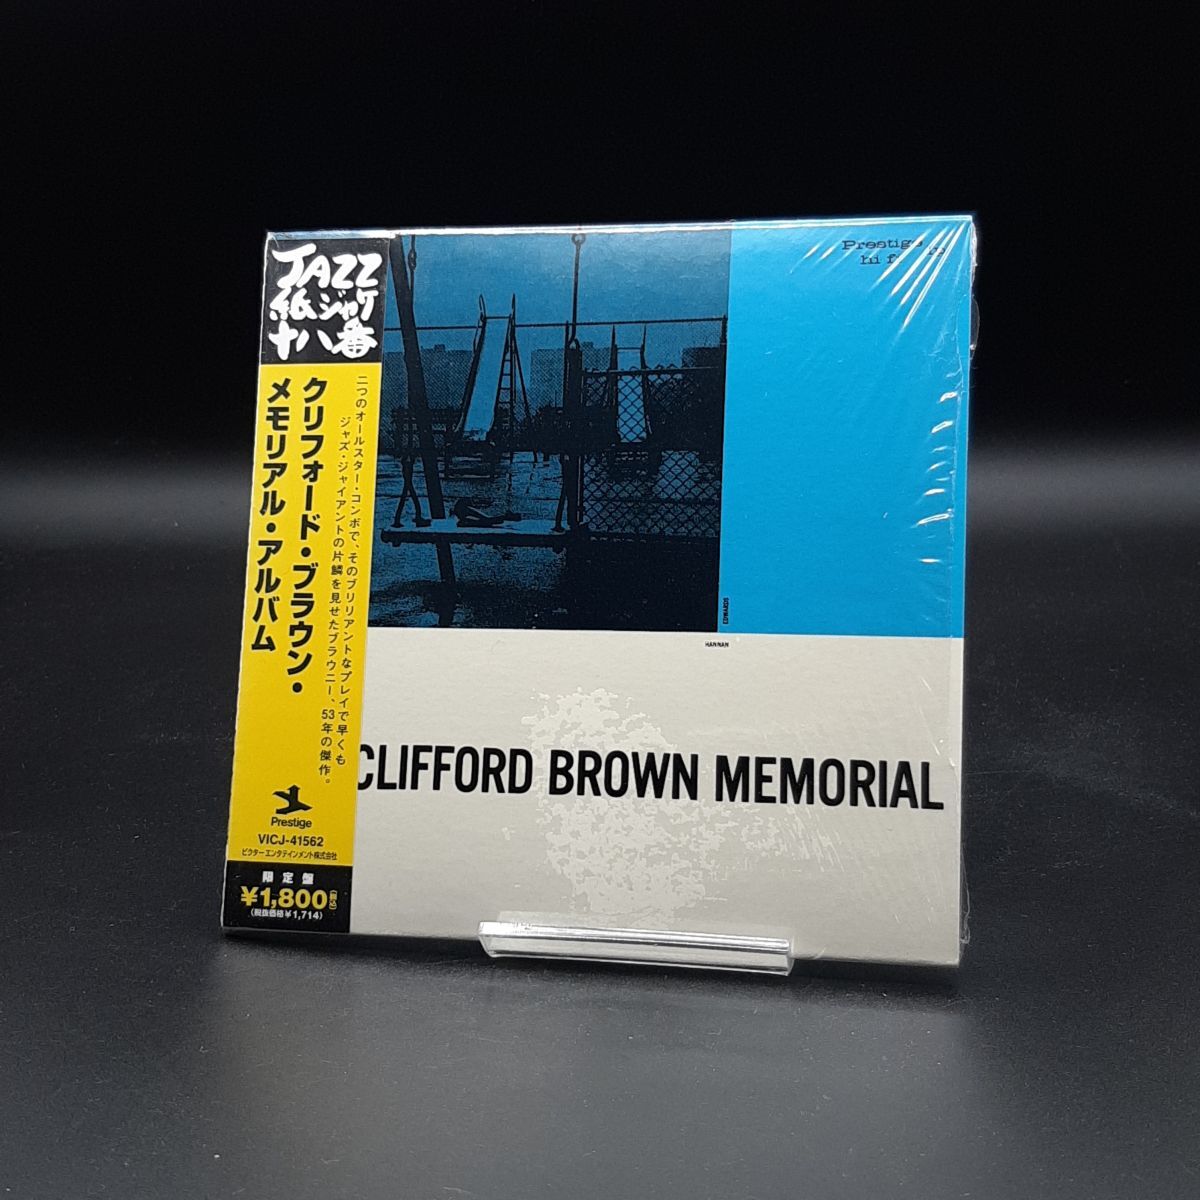 JAZZ
紙ジャケ
十八番
二つのオールスター・コンボで、そのブリリアントなプレイで早くも
ジャズ・ジャイアントの片鱗を見せたブラウニー、53年の傑作。
クリフォード・ブラウン・
メモリアル・アルバム
Prestige
VICJ-41562
ビクターエンタテインメント株式会社
限定盤
¥1,800(税込)
(税抜価格¥1,714)
Prestige
hi fi
EDWARDS
HANNAN
CLIFFORD BROWN MEMORIAL